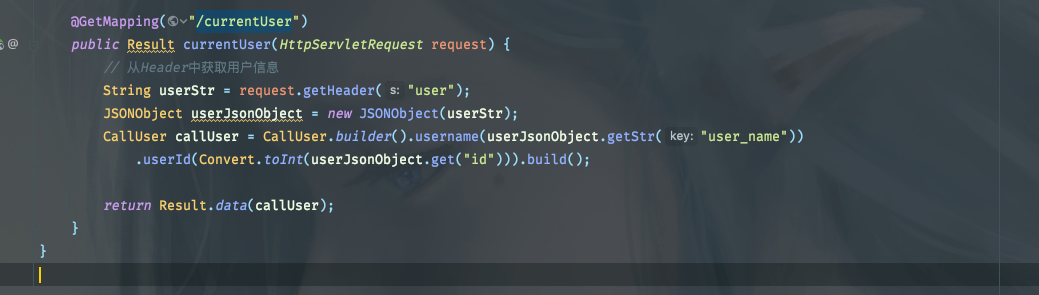 @GetMapping("/currentUser")
@
public Result currentUser(HttpServletRequest request) {
// 从Header中获取用户信息
String userStr = request.getHeader( s: "user");
JSONObject userJsonObject = new JSONObject(userStr);
CallUser callUser = CallUser.builder().username(userJsonObject.getStr( key: "user_name"))
.userId(Convert.toInt(userJsonObject.get("id"))).build();
return Result.data(callUser);
}
}